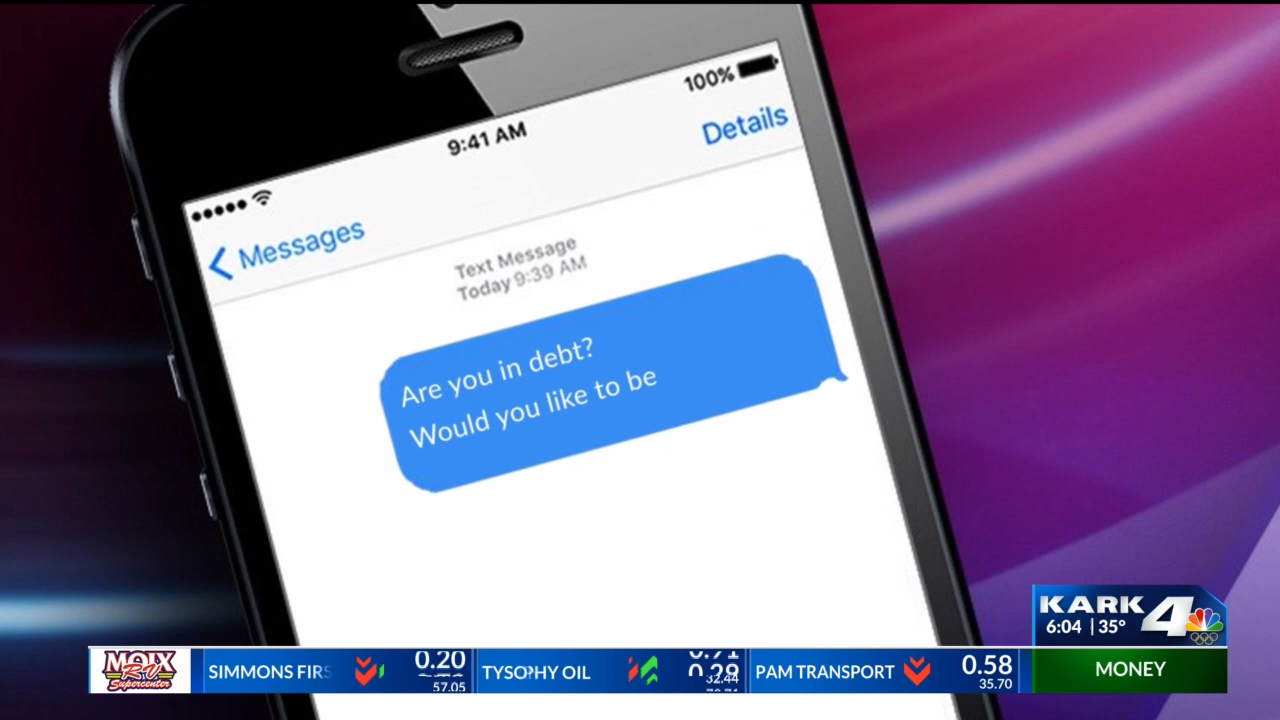 100%
9:41 AM
Details
Messages
Text Message
Today 9:39 AM
Are you in debt?
Would you like to be
KARK 4
6:04 | 35°
MOIX
RV
Supercenter
SIMMONS FIRS
0.20
57.05
OIL
32.44
PAM TRANSPORT
0.58
35.70
MONEY